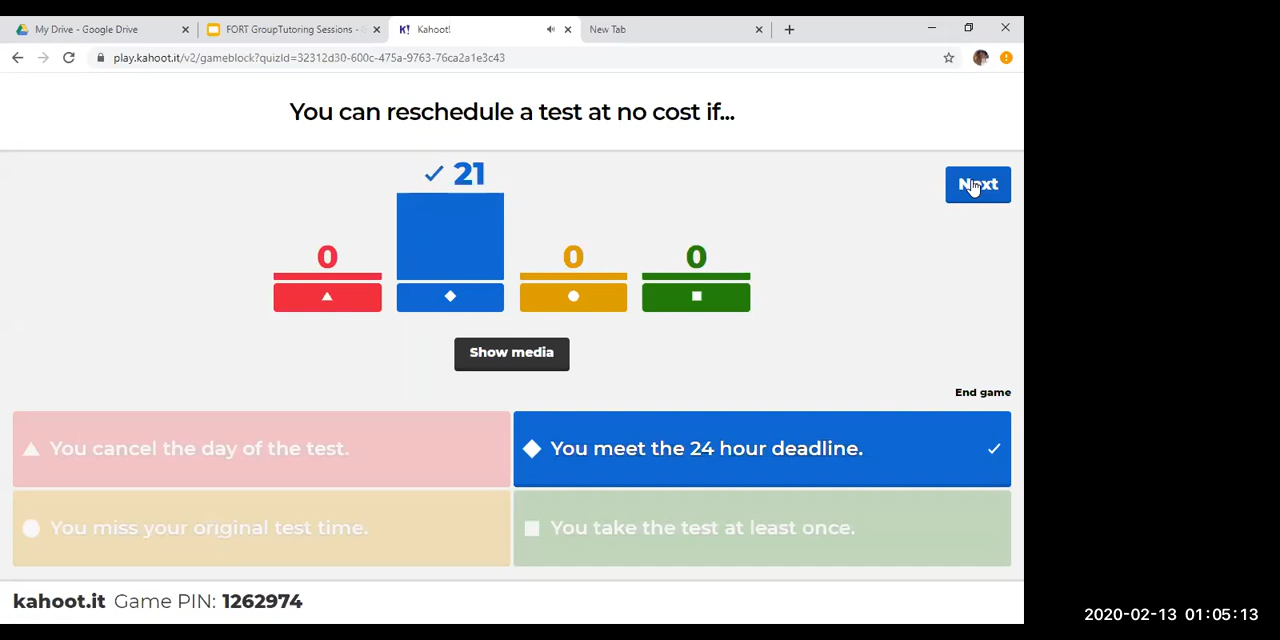 My Drive - Google Drive
FORT GroupTutoring Sessions -
K! Kahoot!
New Tab
play.kahoot.it/v2/gameblock?quizId=32312d30-600c-475a-9763-76ca2a1e3c43
You can reschedule a test at no cost if...
21
Next
0
0
0
Show media
End game
You cancel the day of the test.
You meet the 24 hour deadline.
You miss your original test time.
You take the test at least once.
kahoot.it Game PIN: 1262974
2020-02-13 01:05:13